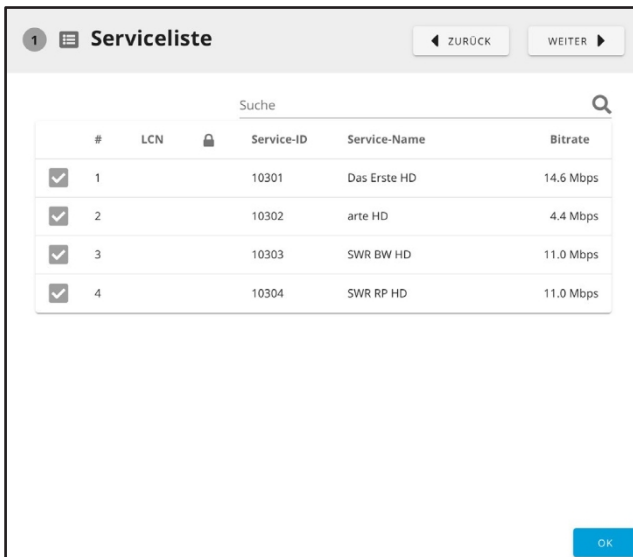 1 Serviceliste ZURÜCK WEITER
Suche
# LCN Service-ID Service-Name Bitrate
1 10301 Das Erste HD 14.6 Mbps
2 10302 arte HD 4.4 Mbps
3 10303 SWR BW HD 11.0 Mbps
4 10304 SWR RP HD 11.0 Mbps
OK